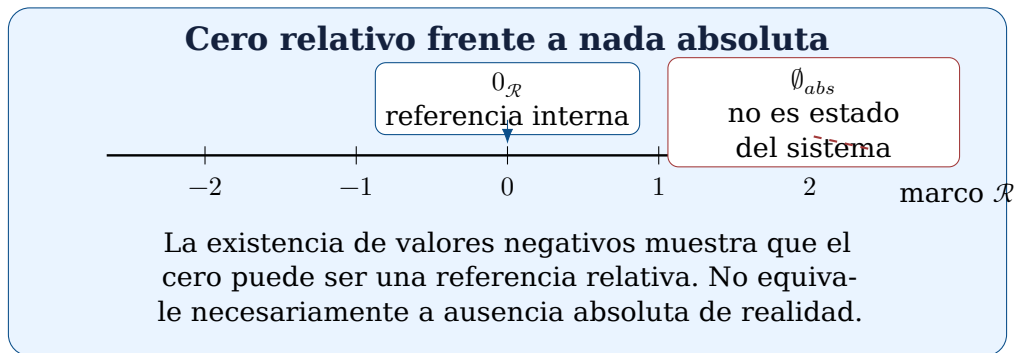 Cero relativo frente a nada absoluta
0_ℛ
referencia interna
∅_abs
no es estado
del sistema
−2 −1 0 1 2
marco ℛ
La existencia de valores negativos muestra que el
cero puede ser una referencia relativa. No equiva-
le necesariamente a ausencia absoluta de realidad.